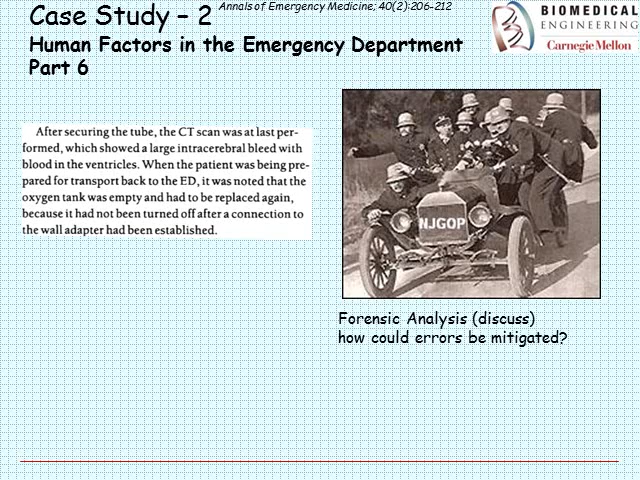 Case Study – 2
Annals of Emergency Medicine; 40(2):206-212
BIOMEDICAL
ENGINEERING
Carnegie Mellon
Human Factors in the Emergency Department
Part 6
After securing the tube, the CT scan was at last per-
formed, which showed a large intracerebral bleed with
blood in the ventricles. When the patient was being pre-
pared for transport back to the ED, it was noted that the
oxygen tank was empty and had to be replaced again,
because it had not been turned off after a connection to
the wall adapter had been established.
NJGOP
Forensic Analysis (discuss)
how could errors be mitigated?